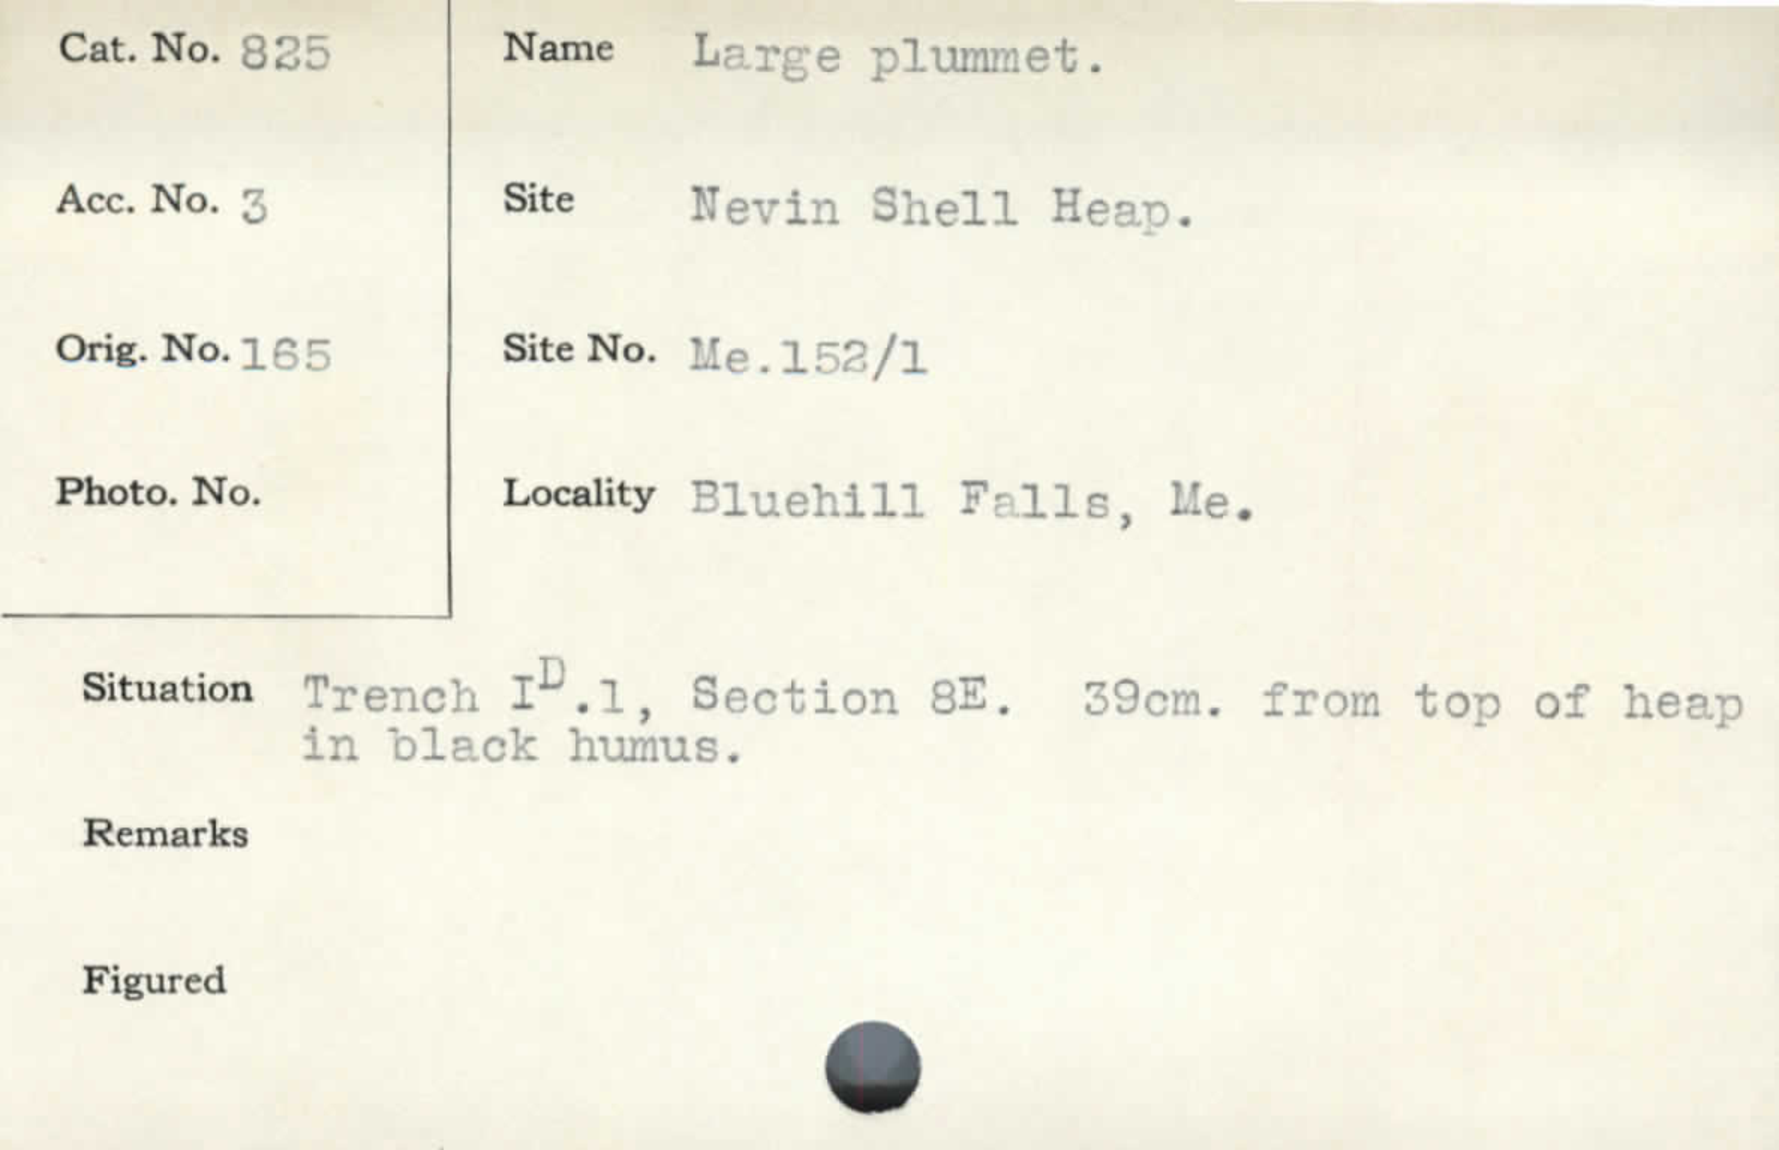 Cat. No. 825
Name Large plummet.
Acc. No. 3
Site Nevin Shell Heap.
Orig. No. 165
Site No. Me.152/1
Photo. No.
Locality Bluehill Falls, Me.
Situation Trench Iᴰ.1, Section 8E. 39cm. from top of heap
in black humus.
Remarks
Figured